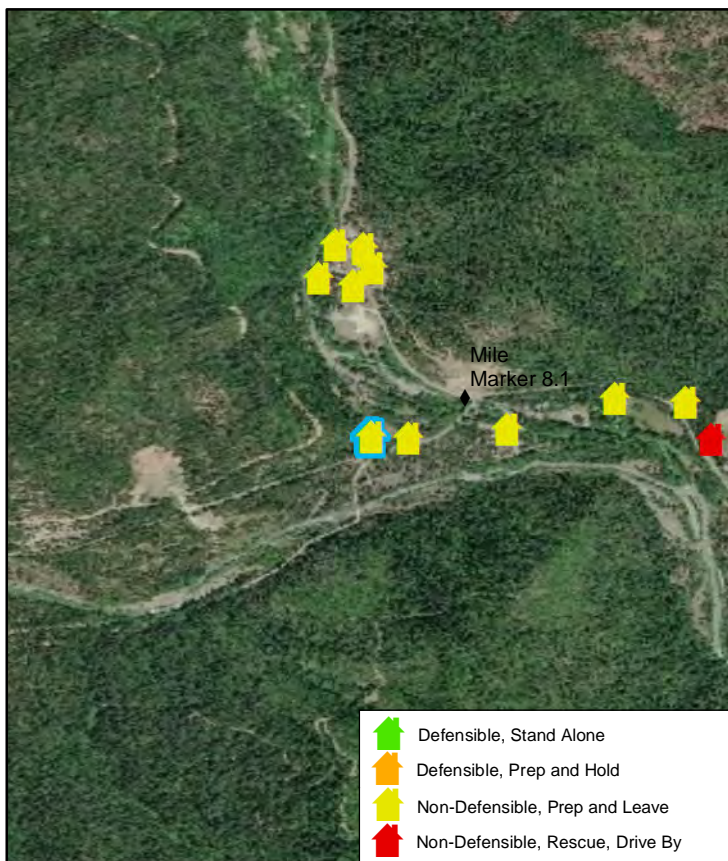 Mile
Marker 8.1
Defensible, Stand Alone
Defensible, Prep and Hold
Non-Defensible, Prep and Leave
Non-Defensible, Rescue, Drive By